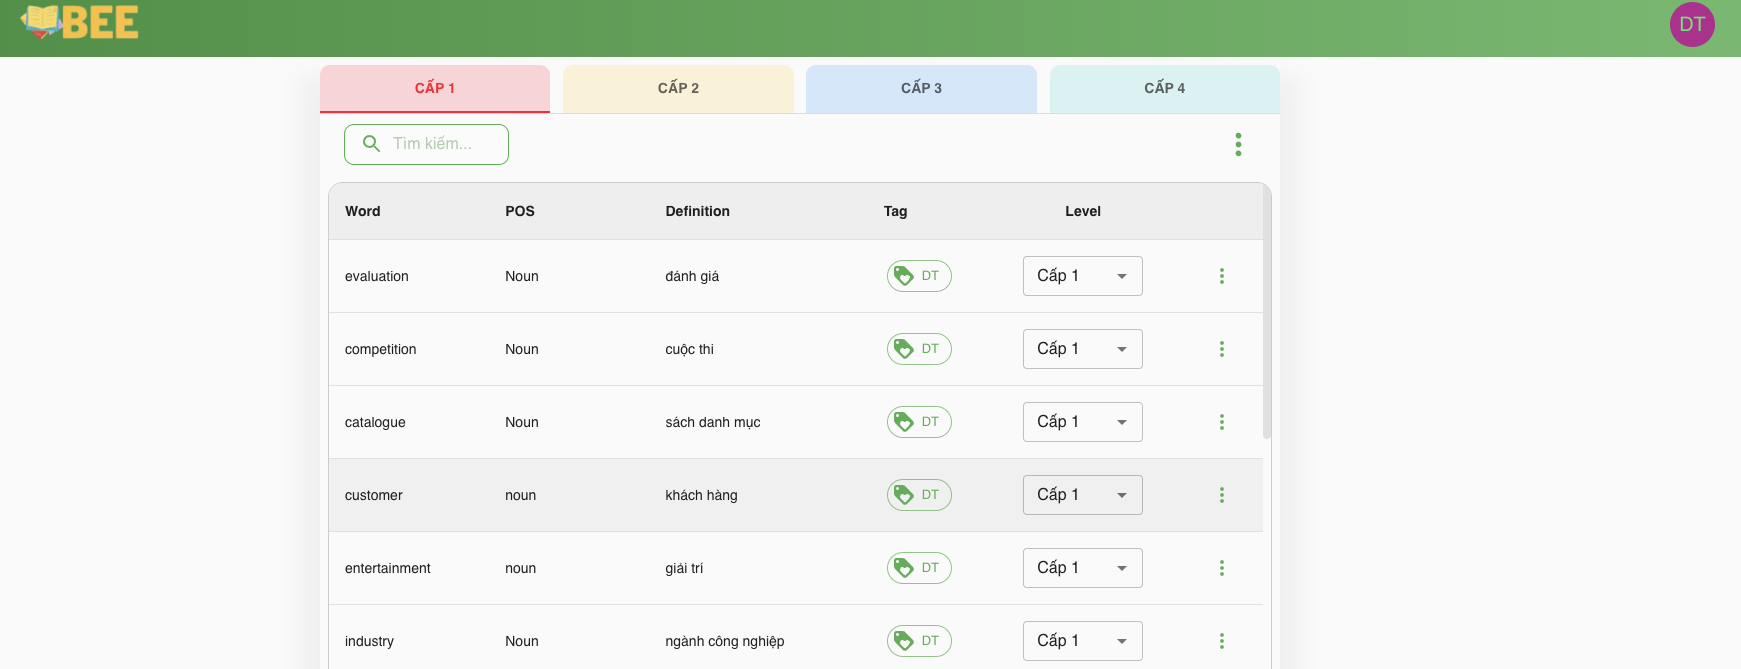 BEE
DT
CẤP 1 CẤP 2 CẤP 3 CẤP 4
Tìm kiếm...
Word POS Definition Tag Level
evaluation Noun đánh giá DT Cấp 1
competition Noun cuộc thi DT Cấp 1
catalogue Noun sách danh mục DT Cấp 1
customer noun khách hàng DT Cấp 1
entertainment noun giải trí DT Cấp 1
industry Noun ngành công nghiệp DT Cấp 1